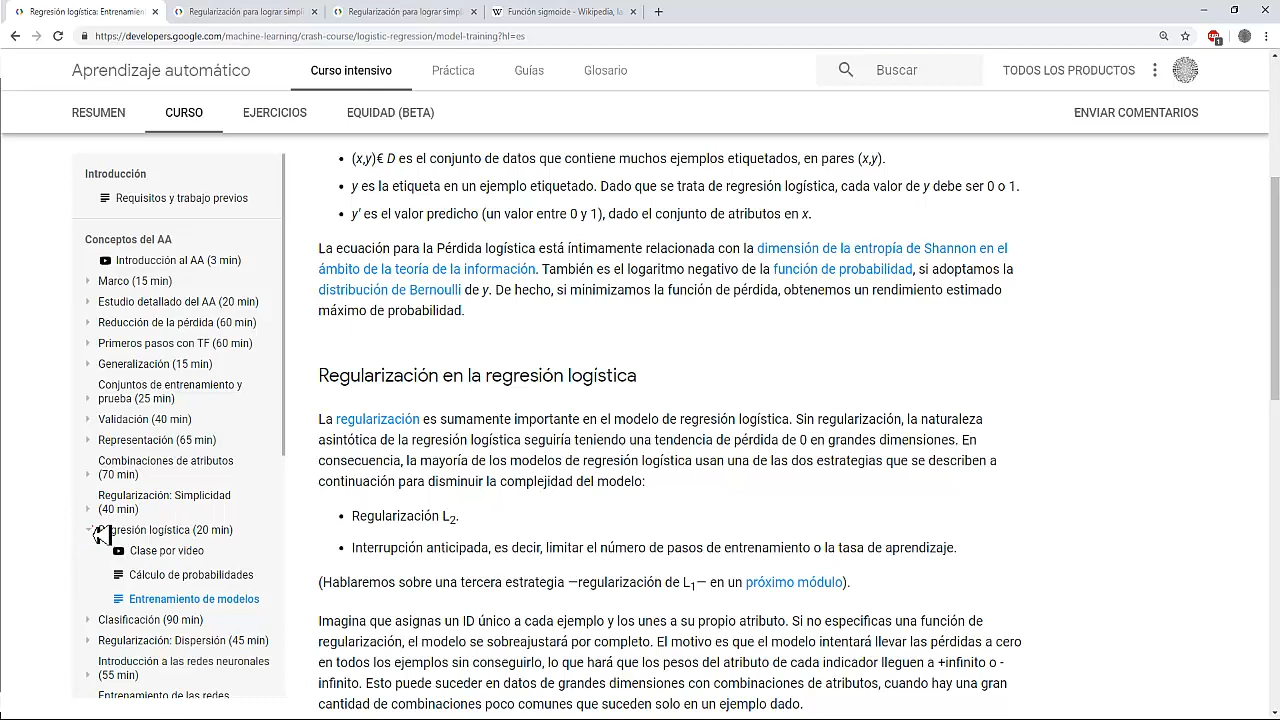 Regresión logística: Entrenamien
Regularización para lograr simpli
Regularización para lograr simpli
Función sigmoide - Wikipedia, la
https://developers.google.com/machine-learning/crash-course/logistic-regression/model-training?hl=es
Aprendizaje automático
Curso intensivo
Práctica
Guías
Glosario
Buscar
TODOS LOS PRODUCTOS
RESUMEN
CURSO
EJERCICIOS
EQUIDAD (BETA)
ENVIAR COMENTARIOS
Introducción
Requisitos y trabajo previos
Conceptos del AA
Introducción al AA (3 min)
Marco (15 min)
Estudio detallado del AA (20 min)
Reducción de la pérdida (60 min)
Primeros pasos con TF (60 min)
Generalización (15 min)
Conjuntos de entrenamiento y
prueba (25 min)
Validación (40 min)
Representación (65 min)
Combinaciones de atributos
(70 min)
Regularización: Simplicidad
(40 min)
gresión logística (20 min)
Clase por video
Cálculo de probabilidades
Entrenamiento de modelos
Clasificación (90 min)
Regularización: Dispersión (45 min)
Introducción a las redes neuronales
(55 min)
Entrenamiento de las redes
• (x,y)€ D es el conjunto de datos que contiene muchos ejemplos etiquetados, en pares (x,y).
• y es la etiqueta en un ejemplo etiquetado. Dado que se trata de regresión logística, cada valor de y debe ser 0 o 1.
• y' es el valor predicho (un valor entre 0 y 1), dado el conjunto de atributos en x.
La ecuación para la Pérdida logística está íntimamente relacionada con la dimensión de la entropía de Shannon en el
ámbito de la teoría de la información. También es el logaritmo negativo de la función de probabilidad, si adoptamos la
distribución de Bernoulli de y. De hecho, si minimizamos la función de pérdida, obtenemos un rendimiento estimado
máximo de probabilidad.
Regularización en la regresión logística
La regularización es sumamente importante en el modelo de regresión logística. Sin regularización, la naturaleza
asintótica de la regresión logística seguiría teniendo una tendencia de pérdida de 0 en grandes dimensiones. En
consecuencia, la mayoría de los modelos de regresión logística usan una de las dos estrategias que se describen a
continuación para disminuir la complejidad del modelo:
• Regularización L2.
• Interrupción anticipada, es decir, limitar el número de pasos de entrenamiento o la tasa de aprendizaje.
(Hablaremos sobre una tercera estrategia —regularización de L1— en un próximo módulo).
Imagina que asignas un ID único a cada ejemplo y los unes a su propio atributo. Si no especificas una función de
regularización, el modelo se sobreajustará por completo. El motivo es que el modelo intentará llevar las pérdidas a cero
en todos los ejemplos sin conseguirlo, lo que hará que los pesos del atributo de cada indicador lleguen a +infinito o -
infinito. Esto puede suceder en datos de grandes dimensiones con combinaciones de atributos, cuando hay una gran
cantidad de combinaciones poco comunes que suceden solo en un ejemplo dado.